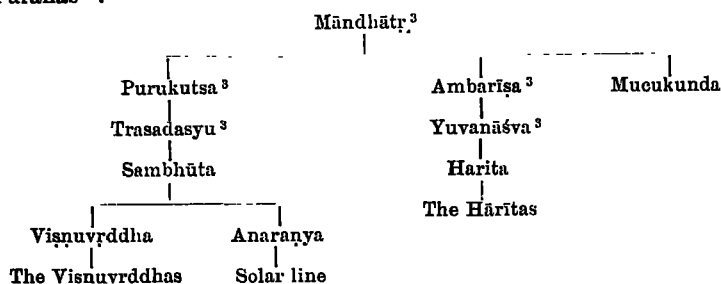 Māndhātṛ ³
Purukutsa ³ Ambarīṣa ³ Mucukunda
Trasadasyu ³ Yuvanāśva ³
Sambhūta Harita
The Hārītas
Viṣṇuvṛddha Anaraṇya
The Viṣṇuvṛddhas Solar line